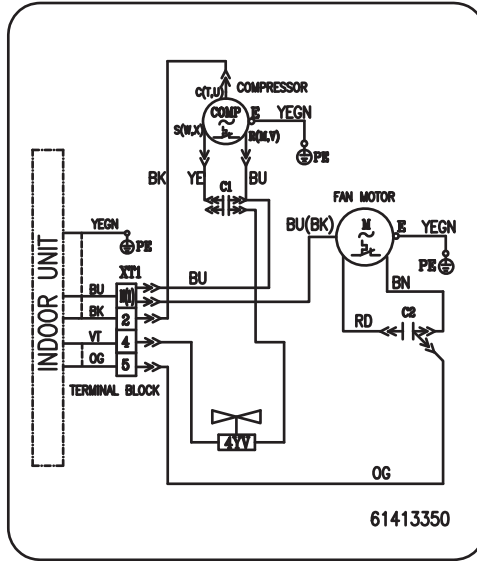 C(T,U) COMPRESSOR
COMP E YEGN
S(W,X) R(M,V)
PE
BK YE C1 BU
FAN MOTOR
BU(BK) M E YEGN
YEGN
PE
PE
XT1
BU N(1) BU
BN
BK 2
RD C2
VT 4
OG 5
TERMINAL BLOCK
INDOOR UNIT
4YV
OG
61413350